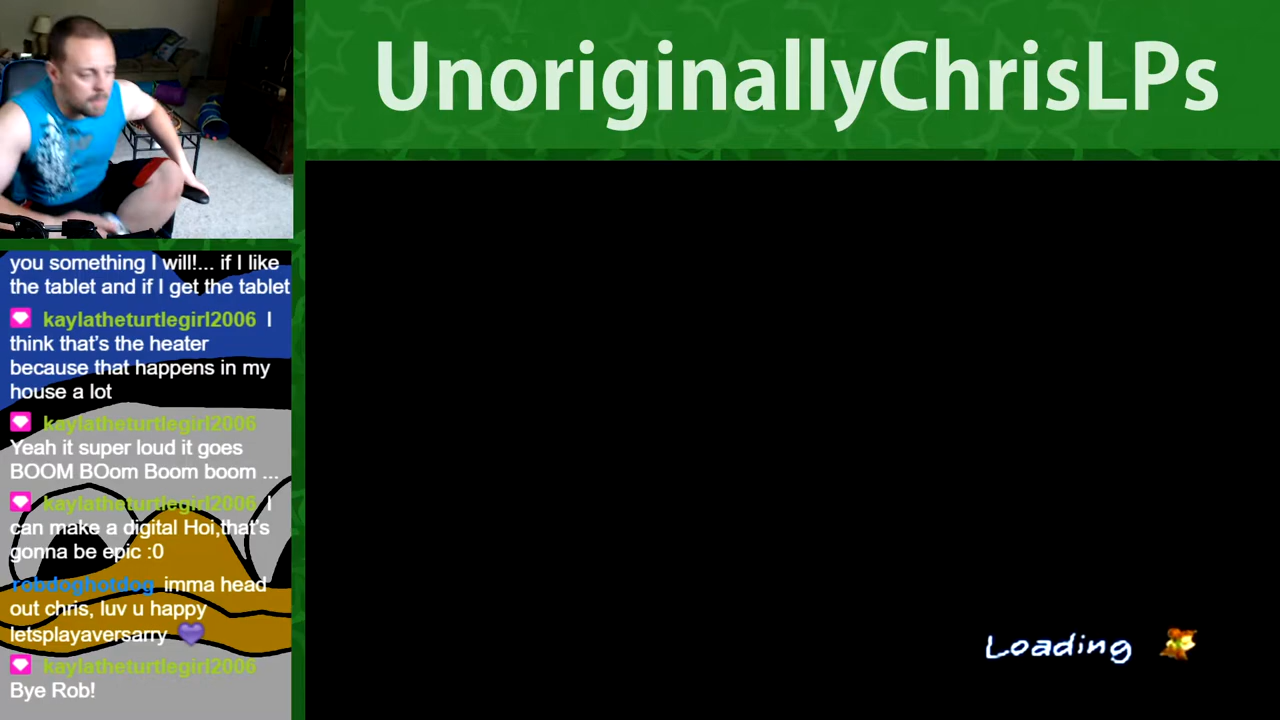 UnoriginallyChrisLPs
you something I will!... if I like
the tablet and if I get the tablet
kaylatheturtlegirl2006 I
think that's the heater
because that happens in my
house a lot
kaylatheturtlegirl2006
Yeah it super loud it goes
BOOM BOom Boom boom ...
kaylatheturtlegirl2006 I
can make a digital Hoi,that's
gonna be epic :0
robdoghotdog imma head
out chris, luv u happy
letsplayaversarry
kaylatheturtlegirl2006
Bye Rob!
Loading